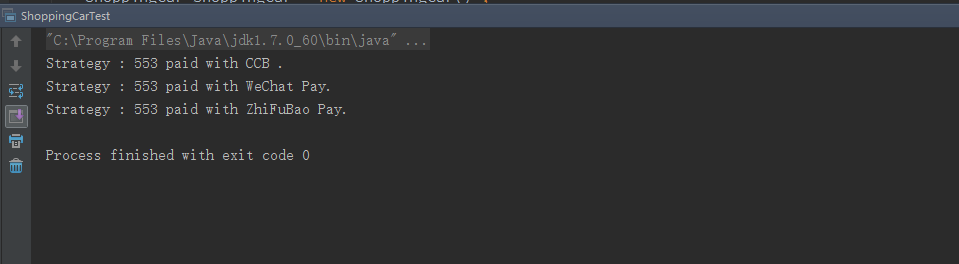 ShoppingCarTest
"C:\Program Files\Java\jdk1.7.0_60\bin\java" ...
Strategy : 553 paid with CCB .
Strategy : 553 paid with WeChat Pay.
Strategy : 553 paid with ZhiFuBao Pay.
Process finished with exit code 0